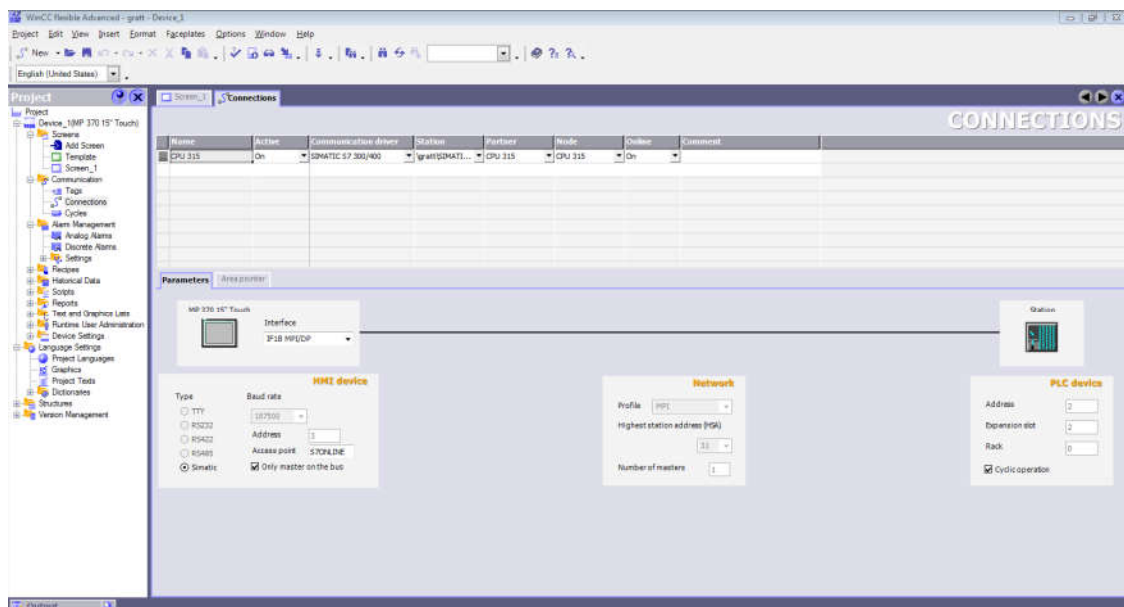 WinCC flexible Advanced - gratt - Device_1
Project Edit View Insert Format Faceplates Options Window Help
New
English (United States)
Project
Screen_1 Connections
CONNECTIONS
Project
Device_1(MP 370 15" Touch)
Screens
Add Screen
Template
Screen_1
Communication
Tags
Connections
Cycles
Alarm Management
Analog Alarms
Discrete Alarms
Settings
Recipes
Historical Data
Scripts
Reports
Text and Graphics Lists
Runtime User Administration
Device Settings
Language Settings
Project Languages
Graphics
Project Texts
Dictionaries
Structures
Version Management
Name Active Communication driver Station Partner Node Online Comment
CPU 315 On SIMATIC S7 300/400 \gratt\SIMATI... CPU 315 CPU 315 On
Parameters Area pointer
MP 370 15" Touch
Interface
IF1B MPI/DP
Station
HMI device
Type Baud rate
TTY
187500
RS232
RS422
Address
RS485
Access point S7ONLINE
Simatic
Only master on the bus
Network
Profile MPI
Highest station address (HSA)
31
Number of masters 1
PLC device
Address 2
Expansion slot 2
Rack 0
Cyclic operation
Output